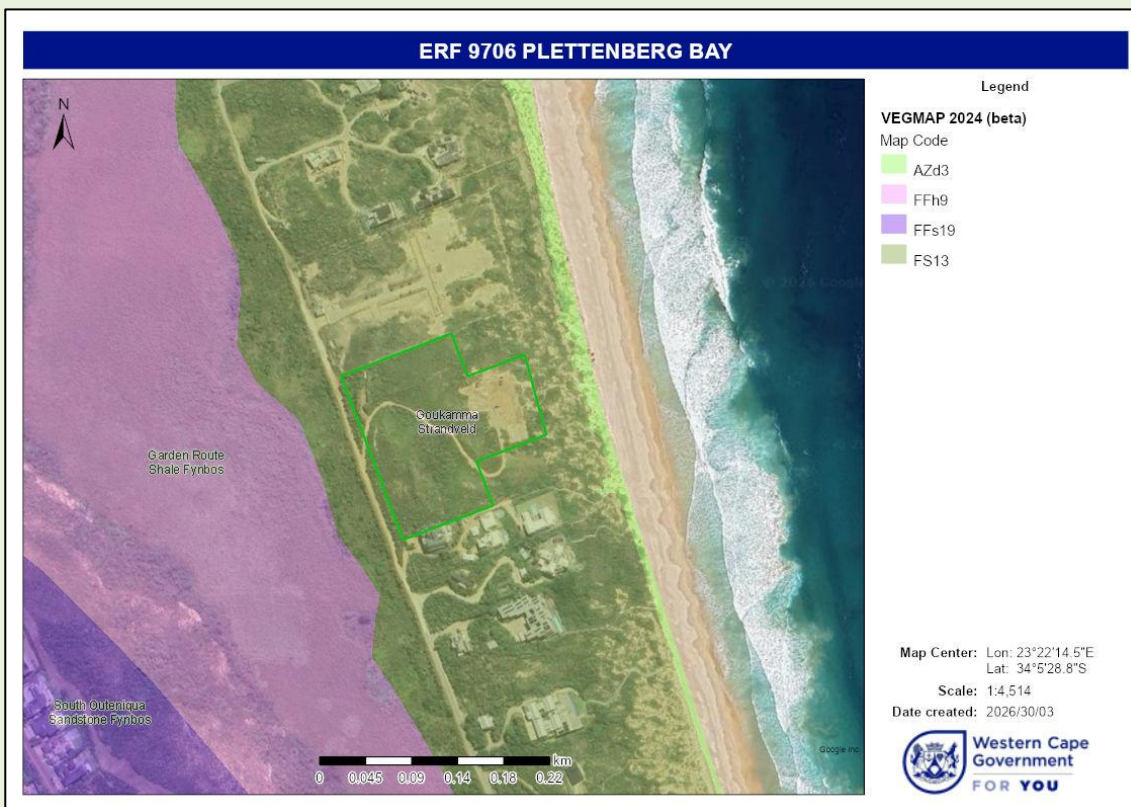 ERF 9706 PLETTENBERG BAY
N
Goukamma
Strandveld
Garden Route
Shale Fynbos
South Outeniqua
Sandstone Fynbos
km
0 0.045 0.09 0.14 0.18 0.22
Google Inc
Legend
VEGMAP 2024 (beta)
Map Code
AZd3
FFh9
FFs19
FS13
Map Center: Lon: 23°22'14.5"E
Lat: 34°5'28.8"S
Scale: 1:4,514
Date created: 2026/30/03
Western Cape
Government
FOR YOU